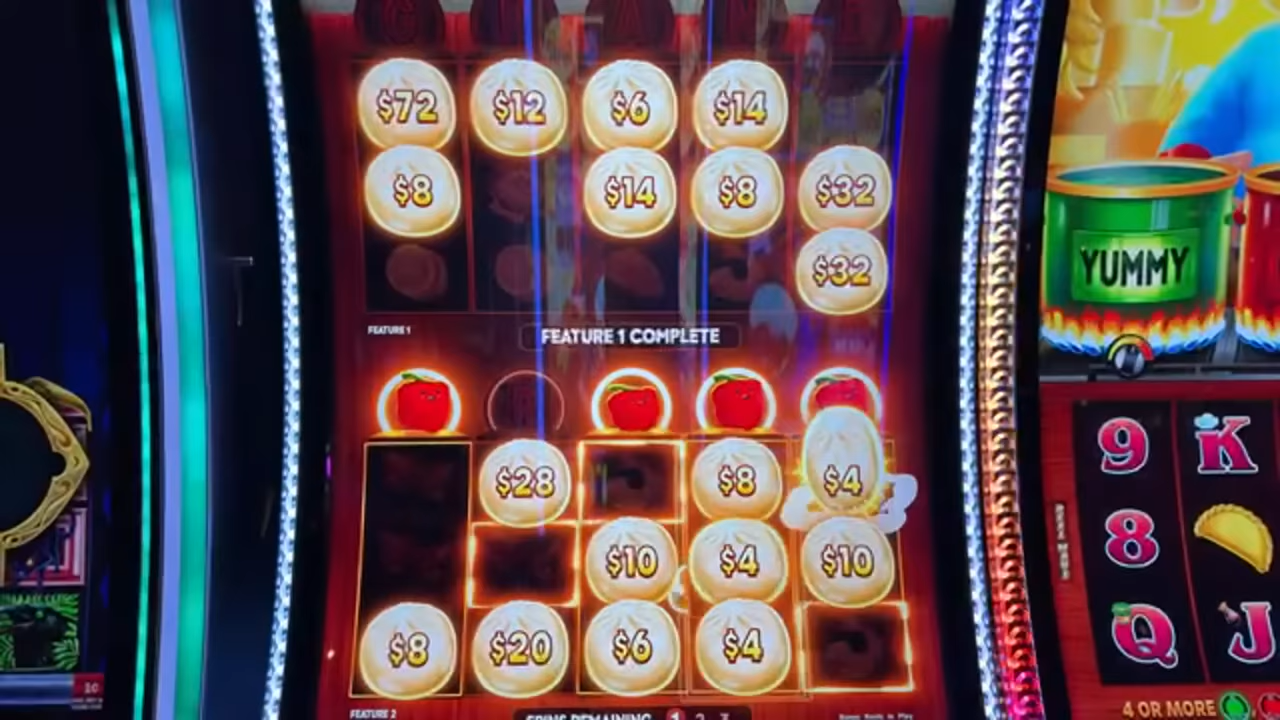 GRAND
$72 $12 $6 $14
$8 $14 $8 $32
$32
FEATURE 1
FEATURE 1 COMPLETE
$28 $8 $4
$10 $4 $10
$8 $20 $6 $4
FEATURE 2
SPINS REMAINING 1 2 3
YUMMY
9 K
8
Q J
4 OR MORE